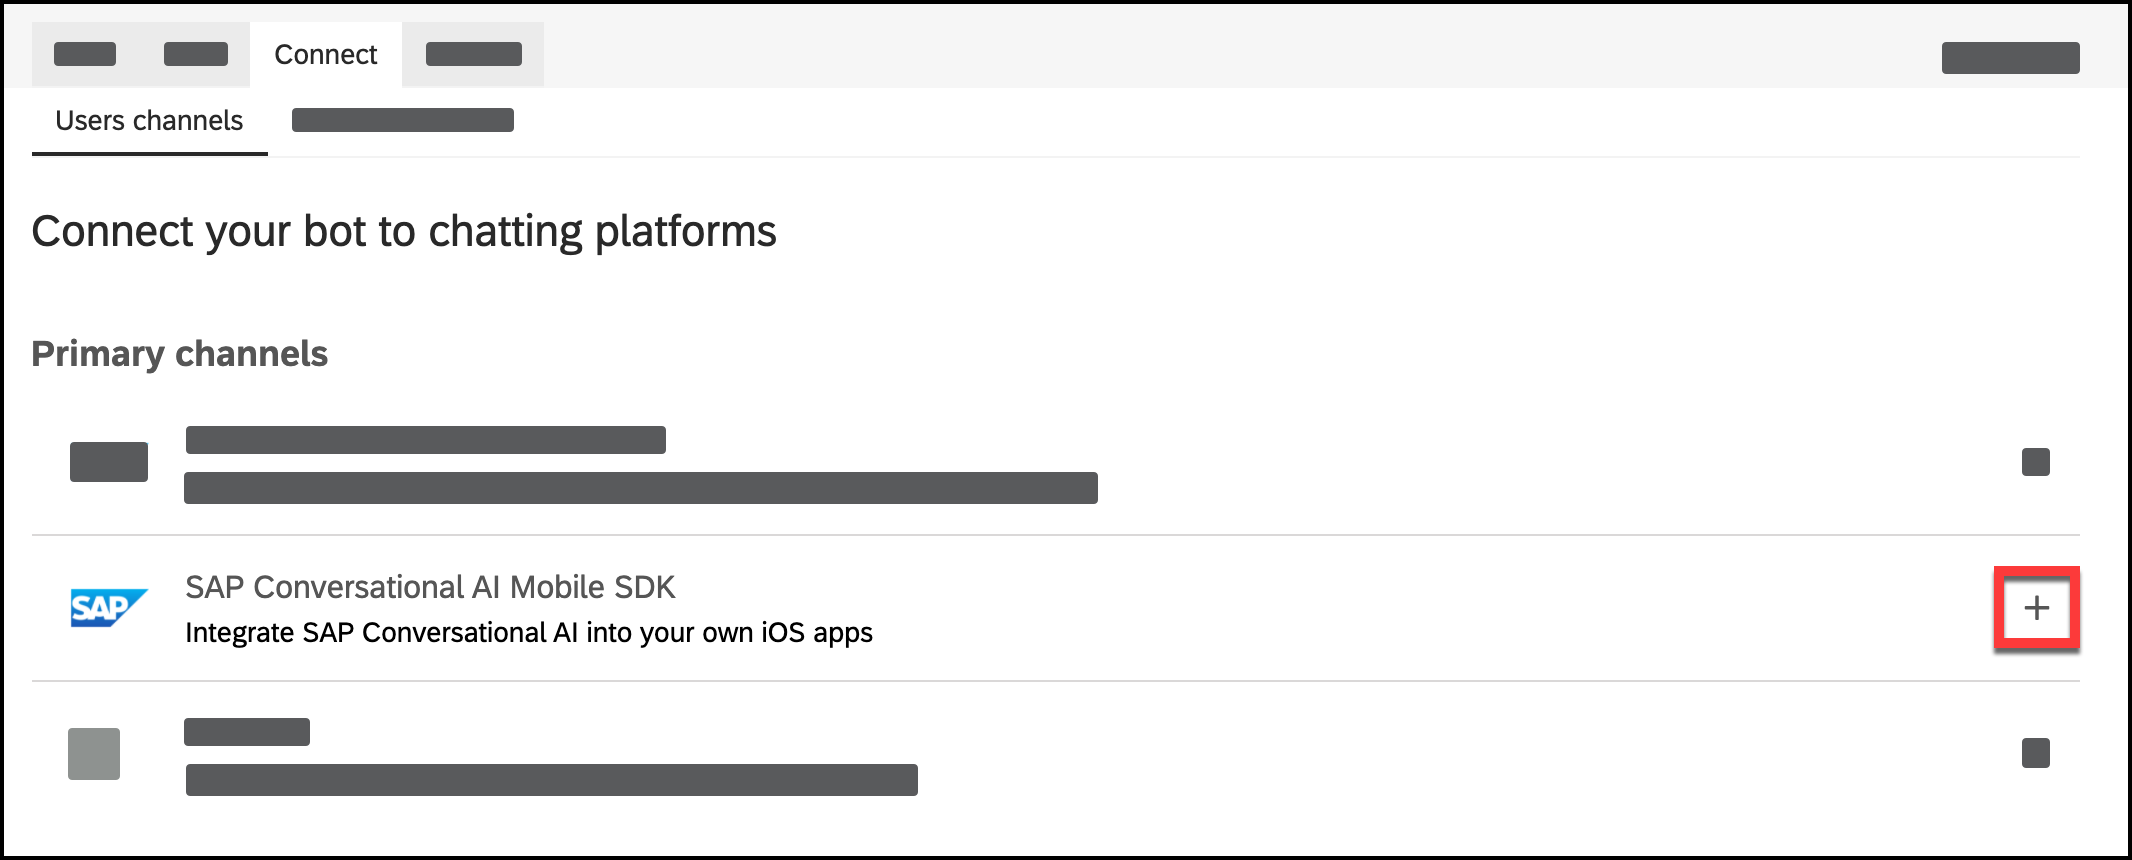 Connect
Users channels
Connect your bot to chatting platforms
Primary channels
SAP
SAP Conversational AI Mobile SDK
Integrate SAP Conversational AI into your own iOS apps
+